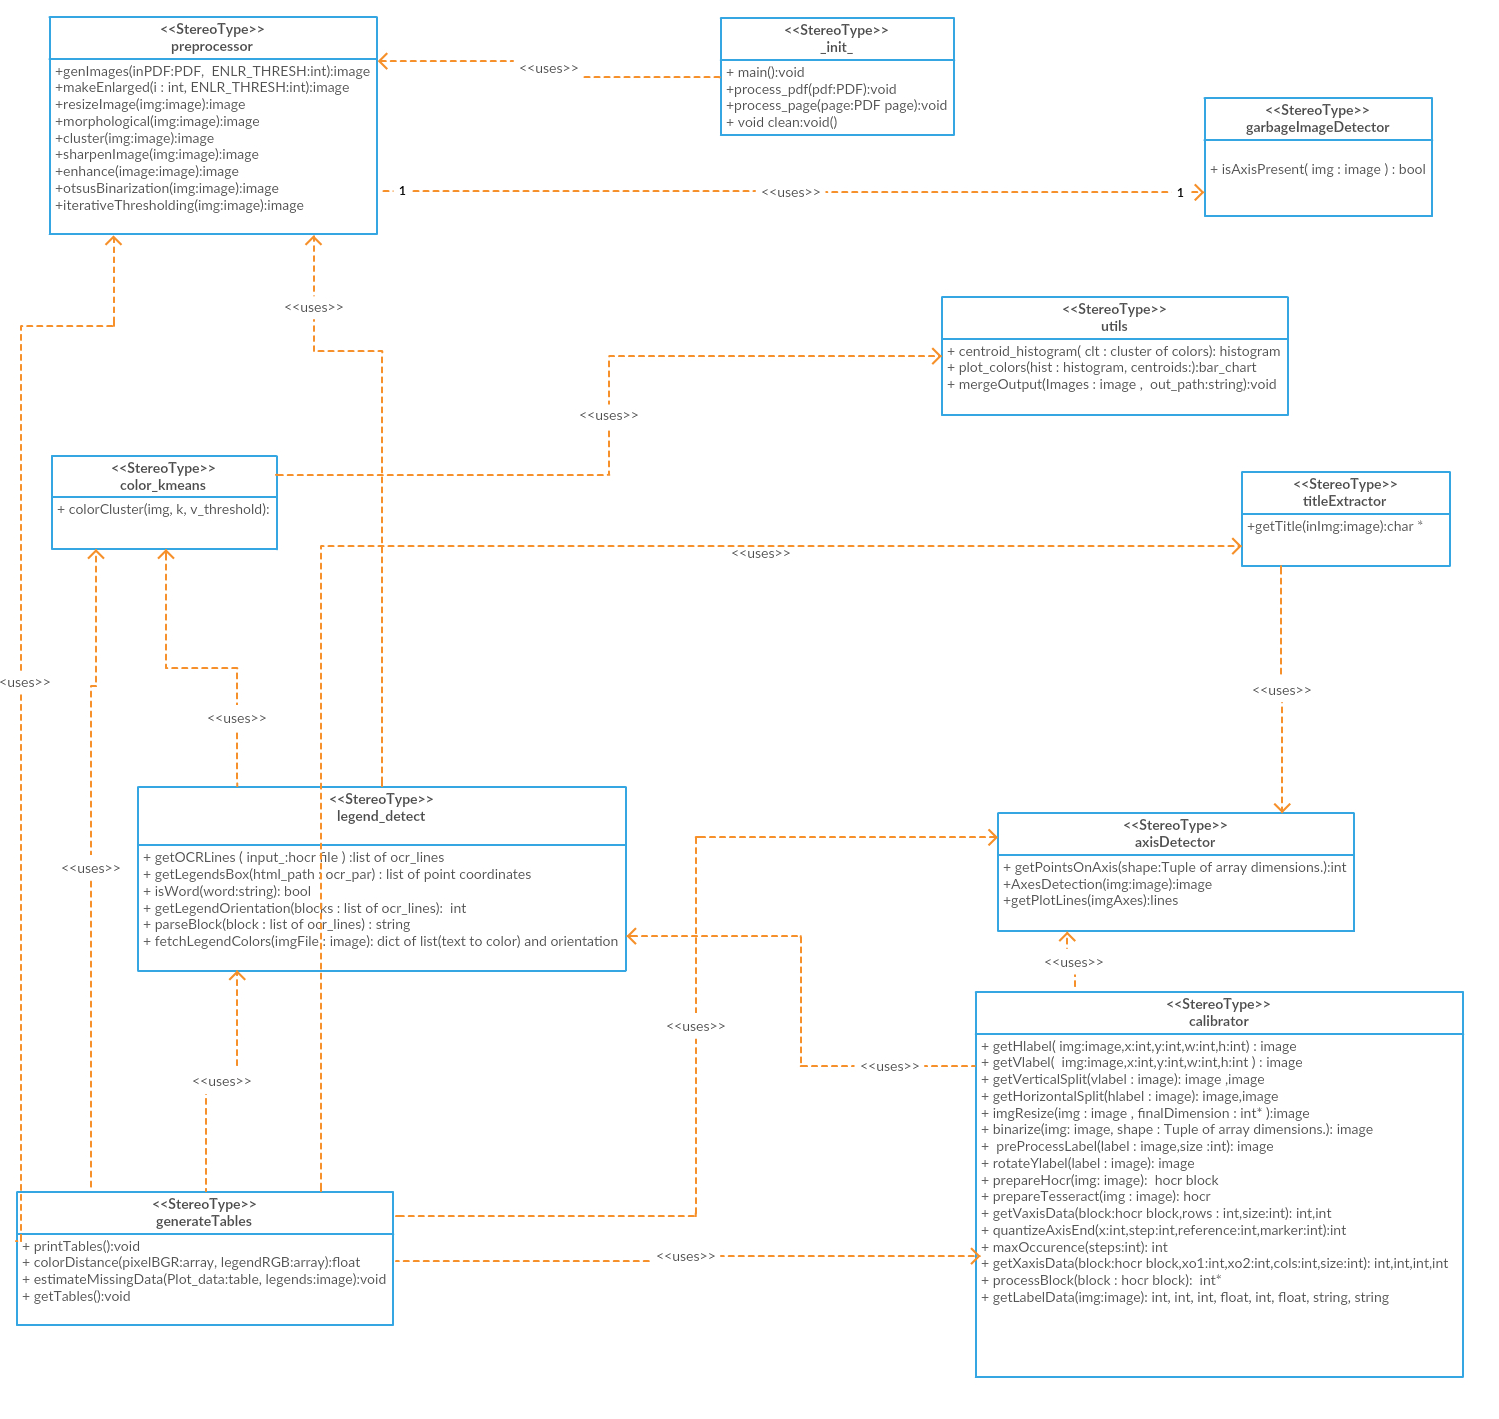 <<StereoType>>
preprocessor
+genImages(inPDF:PDF,  ENLR_THRESH:int):image
+makeEnlarged(i : int, ENLR_THRESH:int):image
+resizeImage(img:image):image
+morphological(img:image):image
+cluster(img:image):image
+sharpenImage(img:image):image
+enhance(image:image):image
+otsusBinarization(img:image):image
+iterativeThresholding(img:image):image
<<uses>>
<<StereoType>>
_init_
+ main():void
+process_pdf(pdf:PDF):void
+process_page(page:PDF page):void
+ void clean:void()
<<StereoType>>
garbageImageDetector
+ isAxisPresent( img : image ) : bool
1
<<uses>>
1
<<uses>>
<<StereoType>>
utils
+ centroid_histogram( clt : cluster of colors): histogram
+ plot_colors(hist : histogram, centroids:):bar_chart
+ mergeOutput(Images : image ,  out_path:string):void
<<uses>>
<<StereoType>>
color_kmeans
+ colorCluster(img, k, v_threshold):
<<StereoType>>
titleExtractor
+getTitle(inImg:image):char *
<<uses>>
<uses>>
<<uses>>
<<uses>>
<<StereoType>>
legend_detect
+ getOCRLines ( input_:hocr file ) :list of ocr_lines
+ getLegendsBox(html_path : ocr_par) : list of point coordinates
+ isWord(word:string): bool
+ getLegendOrientation(blocks : list of ocr_lines):  int
+ parseBlock(block : list of ocr_lines) : string
+ fetchLegendColors(imgFile : image): dict of list(text to color) and orientation
<<uses>>
<<StereoType>>
axisDetector
+ getPointsOnAxis(shape:Tuple of array dimensions.):int
+AxesDetection(img:image):image
+getPlotLines(imgAxes):lines
<<uses>>
<<uses>>
<<uses>>
<<uses>>
<<StereoType>>
calibrator
+ getHlabel( img:image,x:int,y:int,w:int,h:int) : image
+ getVlabel(  img:image,x:int,y:int,w:int,h:int ) : image
+ getVerticalSplit(vlabel : image): image ,image
+ getHorizontalSplit(hlabel : image): image,image
+ imgResize(img : image , finalDimension : int* ):image
+ binarize(img: image, shape : Tuple of array dimensions.): image
+  preProcessLabel(label : image,size :int): image
+ rotateYlabel(label : image): image
+ prepareHocr(img: image):  hocr block
+ prepareTesseract(img : image): hocr
+ getVaxisData(block:hocr block,rows : int,size:int): int,int
+ quantizeAxisEnd(x:int,step:int,reference:int,marker:int):int
+ maxOccurence(steps:int): int
+ getXaxisData(block:hocr block,xo1:int,xo2:int,cols:int,size:int): int,int,int,int
+ processBlock(block : hocr block):  int*
+ getLabelData(img:image): int, int, int, float, int, float, string, string
<<StereoType>>
generateTables
+ printTables():void
+ colorDistance(pixelBGR:array, legendRGB:array):float
+ estimateMissingData(Plot_data:table, legends:image):void
+ getTables():void
<<uses>>